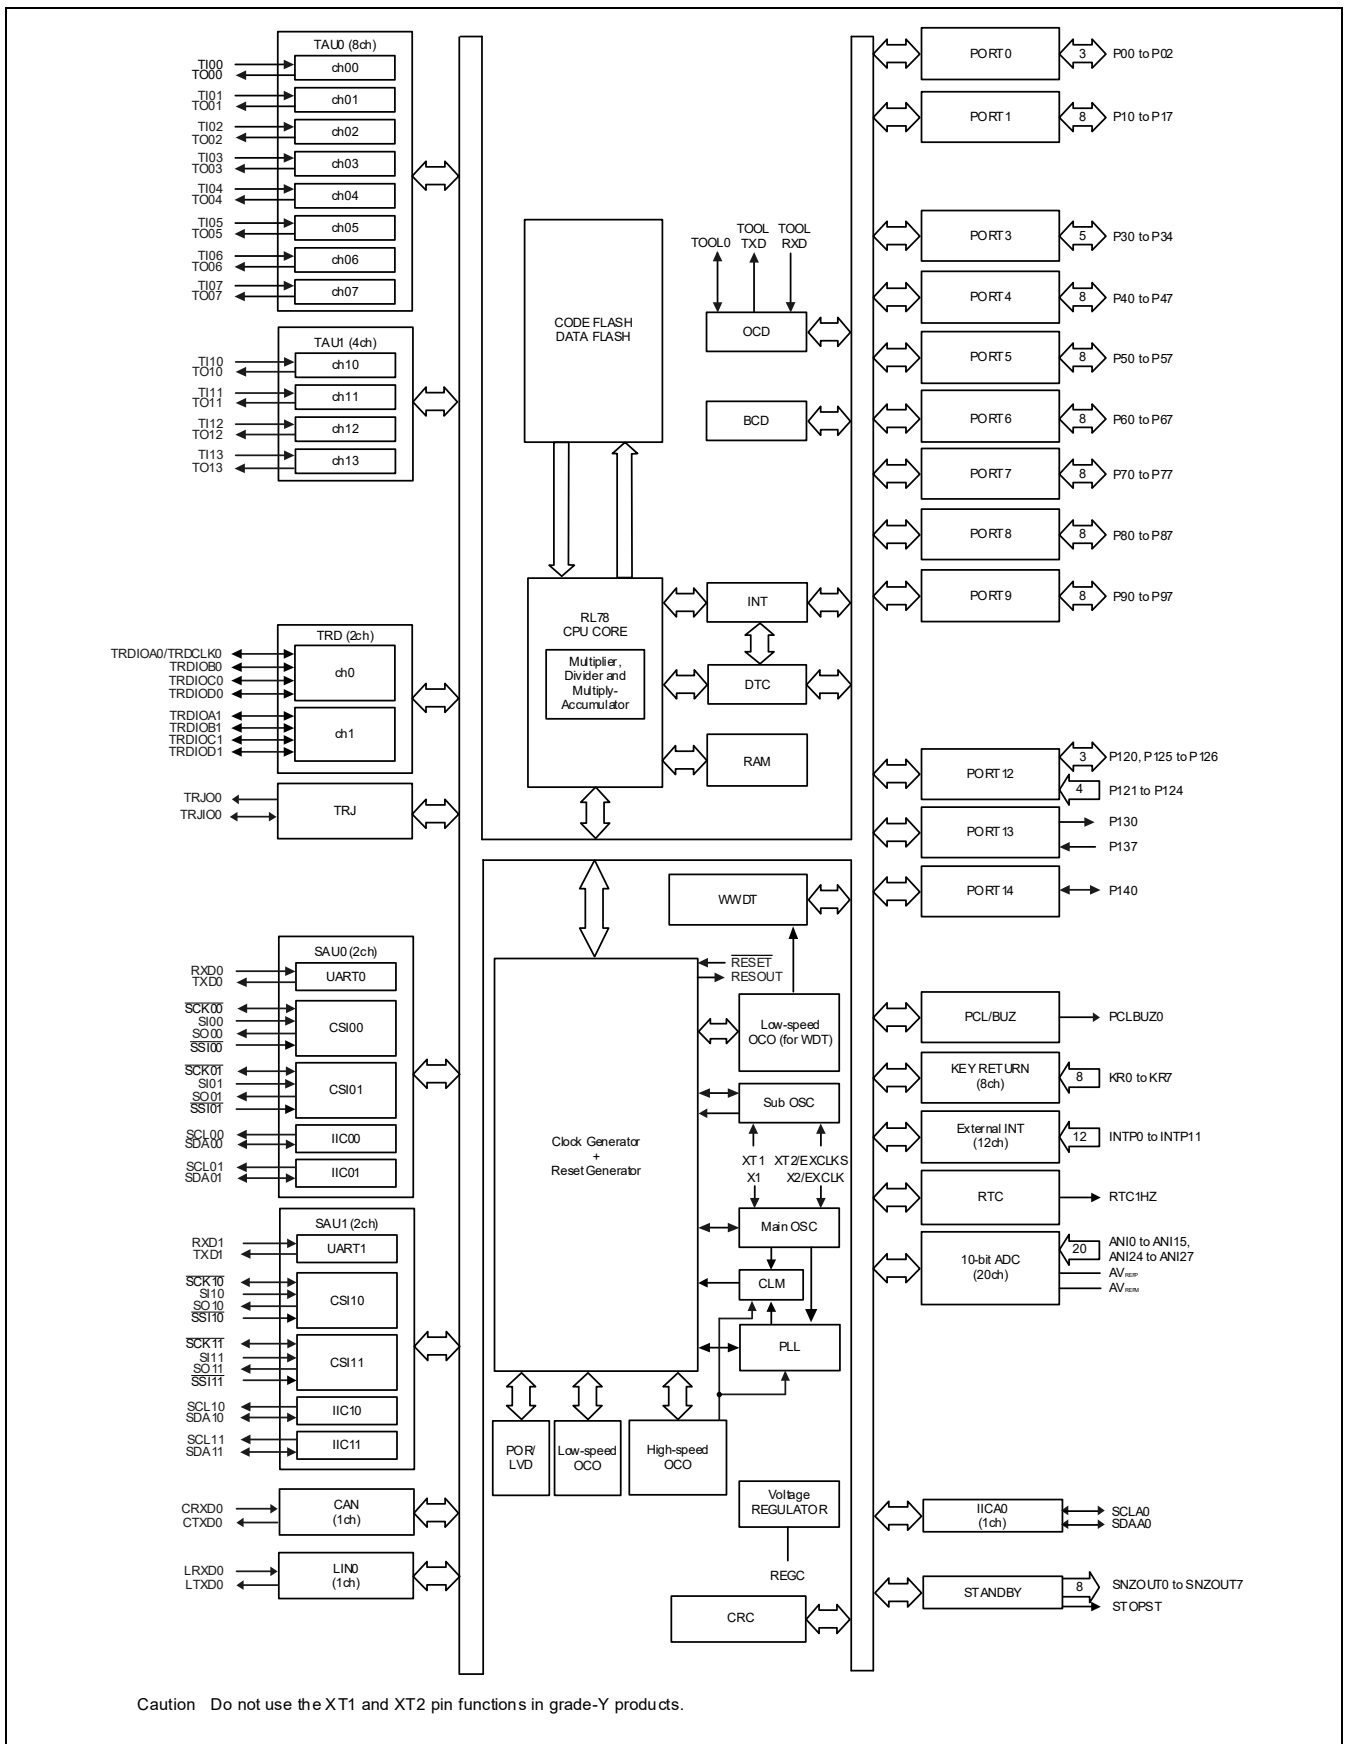 TAU0 (8ch)
TI00
TO00
ch00
TI01
TO01
ch01
TI02
TO02
ch02
TI03
TO03
ch03
TI04
TO04
ch04
TI05
TO05
ch05
TI06
TO06
ch06
TI07
TO07
ch07
TAU1 (4ch)
TI10
TO10
ch10
TI11
TO11
ch11
TI12
TO12
ch12
TI13
TO13
ch13
TRD (2ch)
TRDIOA0/TRDCLK0
TRDIOB0
TRDIOC0
TRDIOD0
ch0
TRDIOA1
TRDIOB1
TRDIOC1
TRDIOD1
ch1
TRJO0
TRJIO0
TRJ
SAU0 (2ch)
RXD0
TXD0
UART0
SCK00
SI00
SO00
SSI00
CSI00
SCK01
SI01
SO01
SSI01
CSI01
SCL00
SDA00
IIC00
SCL01
SDA01
IIC01
SAU1 (2ch)
RXD1
TXD1
UART1
SCK10
SI10
SO10
SSI10
CSI10
SCK11
SI11
SO11
SSI11
CSI11
SCL10
SDA10
IIC10
SCL11
SDA11
IIC11
CRXD0
CTXD0
CAN
(1ch)
LRXD0
LTXD0
LIN0
(1ch)
CODE FLASH
DATA FLASH
TOOL0
TOOL
TXD
TOOL
RXD
OCD
BCD
RL78
CPU CORE
Multiplier,
Divider and
Multiply-
Accumulator
INT
DTC
RAM
WWDT
RESET
RESOUT
Low-speed
OCO (for WDT)
Sub OSC
Clock Generator
+
Reset Generator
XT1 XT2/EXCLKS
X1 X2/EXCLK
Main OSC
CLM
PLL
POR/
LVD
Low-speed
OCO
High-speed
OCO
Voltage
REGULATOR
REGC
CRC
PORT0
3
P00 to P02
PORT1
8
P10 to P17
PORT3
5
P30 to P34
PORT4
8
P40 to P47
PORT5
8
P50 to P57
PORT6
8
P60 to P67
PORT7
8
P70 to P77
PORT8
8
P80 to P87
PORT9
8
P90 to P97
PORT12
3
P120, P125 to P126
4
P121 to P124
PORT13
P130
P137
PORT14
P140
PCL/BUZ
PCLBUZ0
KEY RETURN
(8ch)
8
KR0 to KR7
External INT
(12ch)
12
INTP0 to INTP11
RTC
RTC1HZ
10-bit ADC
(20ch)
20
ANI0 to ANI15,
ANI24 to ANI27
AVREFP
AVREFM
IICA0
(1ch)
SCLA0
SDAA0
STANDBY
8
SNZOUT0 to SNZOUT7
STOPST
Caution Do not use the XT1 and XT2 pin functions in grade-Y products.